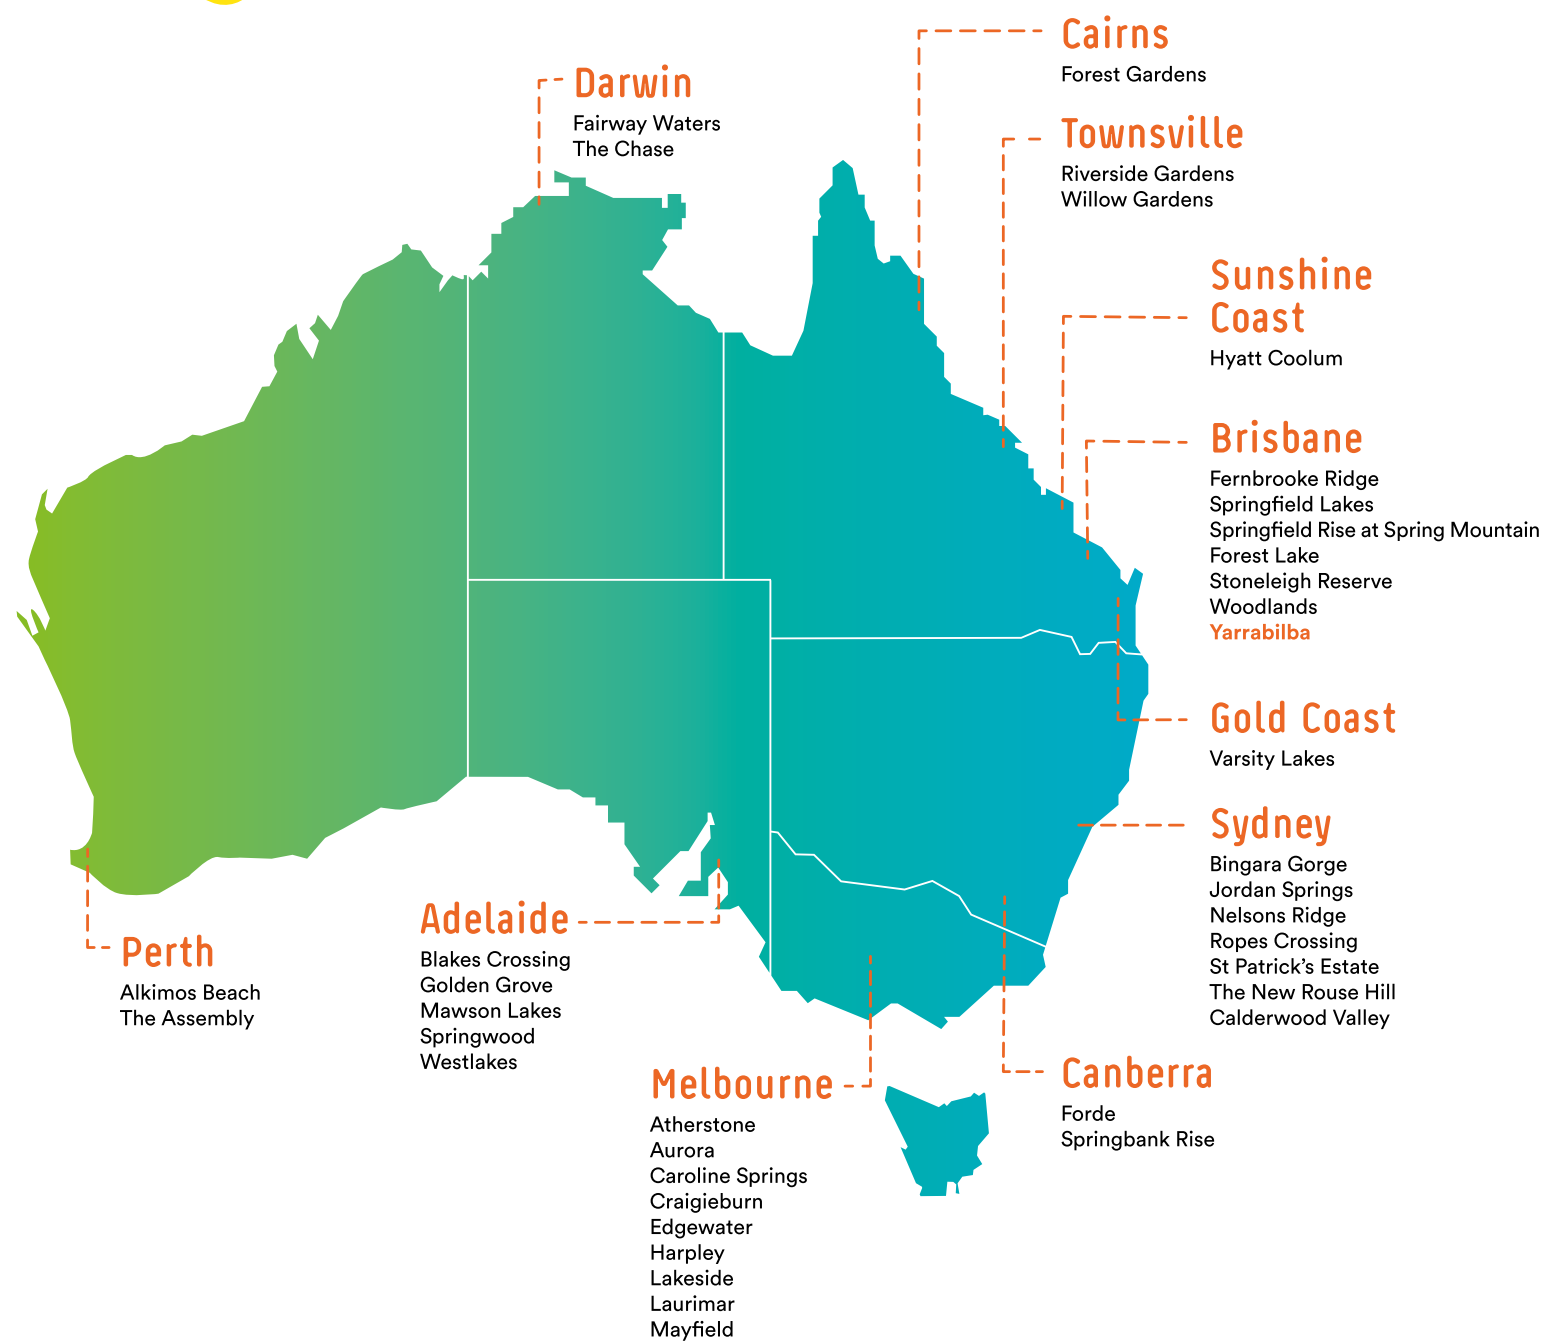 Cairns
Forest Gardens
Darwin
Fairway Waters
The Chase
Townsville
Riverside Gardens
Willow Gardens
Sunshine
Coast
Hyatt Coolum
Brisbane
Fernbrooke Ridge
Springfield Lakes
Springfield Rise at Spring Mountain
Forest Lake
Stoneleigh Reserve
Woodlands
Yarrabilba
Gold Coast
Varsity Lakes
Sydney
Bingara Gorge
Jordan Springs
Nelsons Ridge
Ropes Crossing
St Patrick’s Estate
The New Rouse Hill
Calderwood Valley
Perth
Alkimos Beach
The Assembly
Adelaide
Blakes Crossing
Golden Grove
Mawson Lakes
Springwood
Westlakes
Melbourne
Atherstone
Aurora
Caroline Springs
Craigieburn
Edgewater
Harpley
Lakeside
Laurimar
Mayfield
Canberra
Forde
Springbank Rise